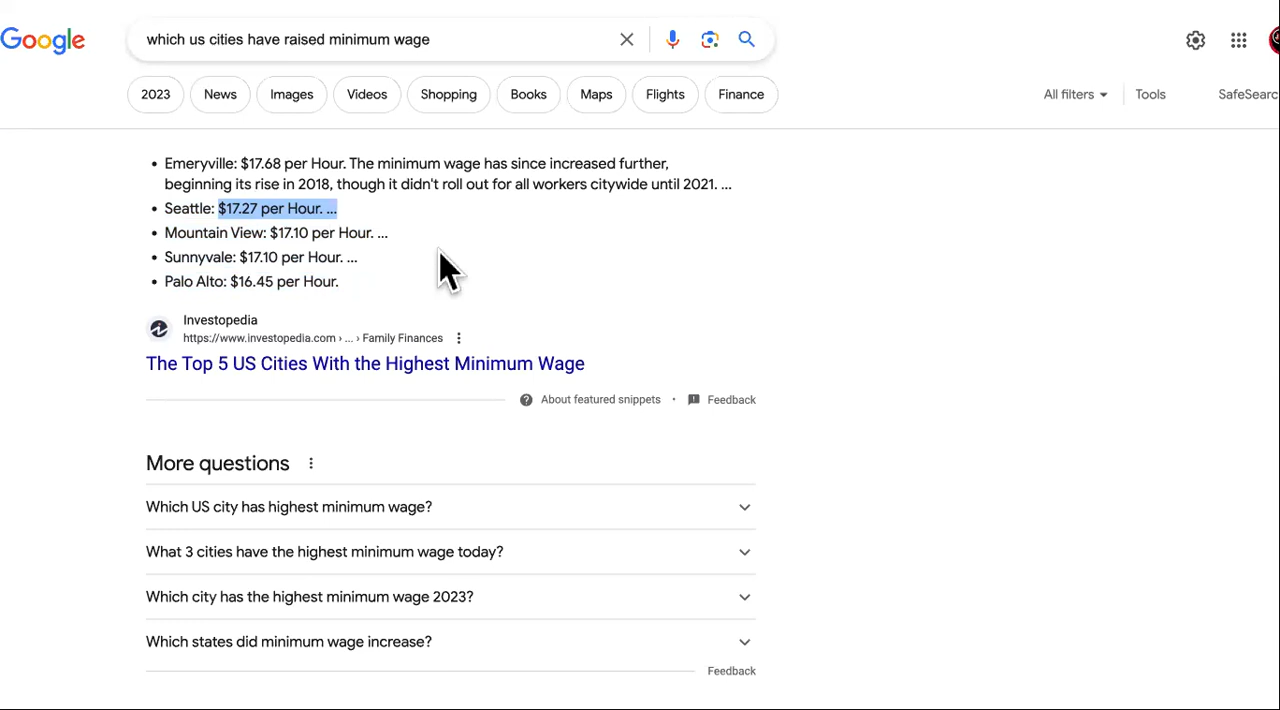 Google
which us cities have raised minimum wage
2023 News Images Videos Shopping Books Maps Flights Finance All filters Tools SafeSearc
• Emeryville: $17.68 per Hour. The minimum wage has since increased further,
beginning its rise in 2018, though it didn't roll out for all workers citywide until 2021. ...
• Seattle: $17.27 per Hour. ...
• Mountain View: $17.10 per Hour. ...
• Sunnyvale: $17.10 per Hour. ...
• Palo Alto: $16.45 per Hour.
Investopedia
https://www.investopedia.com › ... › Family Finances
The Top 5 US Cities With the Highest Minimum Wage
About featured snippets • Feedback
More questions
Which US city has highest minimum wage?
What 3 cities have the highest minimum wage today?
Which city has the highest minimum wage 2023?
Which states did minimum wage increase?
Feedback